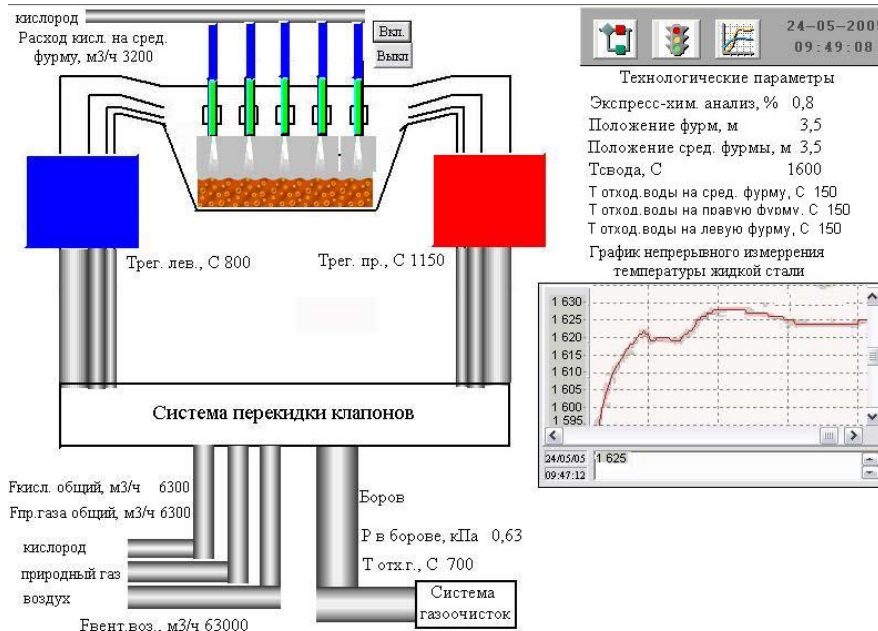 кислород
Расход кисл. на сред.
фурму, м3/ч 3200
Вкл.
Выкл
24-05-200
09:49:08
Технологические параметры
Экспресс-хим. анализ, % 0,8
Положение фурм, м 3,5
Положение сред. фурмы, м 3,5
Тсвода, С 1600
Т отход.воды на сред. фурму, С 150
Т отход.воды на правую фурму, С 150
Т отход.воды на левую фурму, С 150
График непрерывного измеррения
температуры жидкой стали
Трег. лев., С 800
Трег. пр., С 1150
1 630
1 625
1 620
1 615
1 610
1 605
1 600
1 595
24/05/05
09:47:12
1 625
Система перекидки клапонов
Fкисл. общий, м3/ч 6300
Fпр.газа общий, м3/ч 6300
кислород
природный газ
воздух
Fвент.воз., м3/ч 63000
Боров
Р в борове, кПа 0,63
Т отх.г., С 700
Система
газоочисток